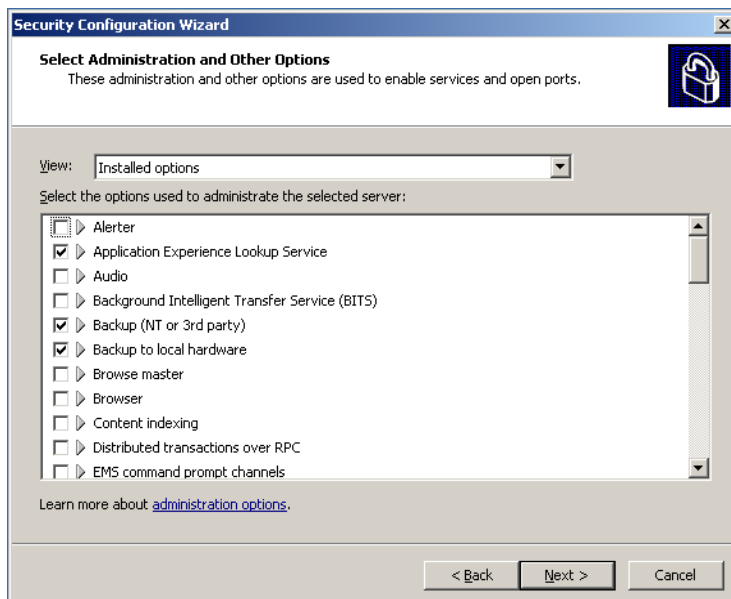 Security Configuration Wizard
Select Administration and Other Options
These administration and other options are used to enable services and open ports.
View:
Installed options
Select the options used to administrate the selected server:
Alerter
Application Experience Lookup Service
Audio
Background Intelligent Transfer Service (BITS)
Backup (NT or 3rd party)
Backup to local hardware
Browse master
Browser
Content indexing
Distributed transactions over RPC
EMS command prompt channels
Learn more about administration options.
< Back
Next >
Cancel